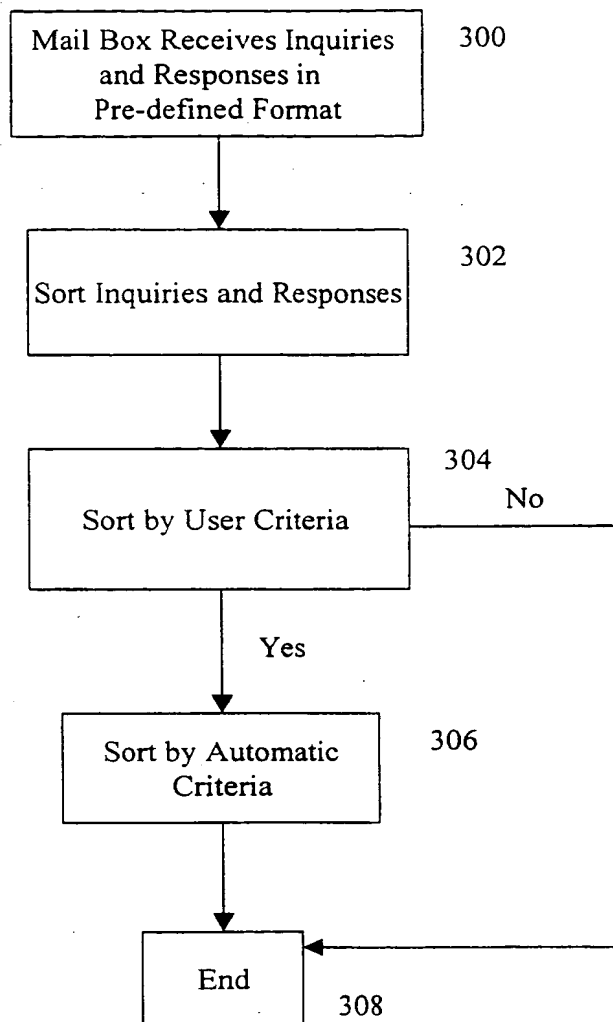 Mail Box Receives Inquiries
and Responses in
Pre-defined Format
300
Sort Inquiries and Responses
302
Sort by User Criteria
304
No
Yes
Sort by Automatic
Criteria
306
End
308